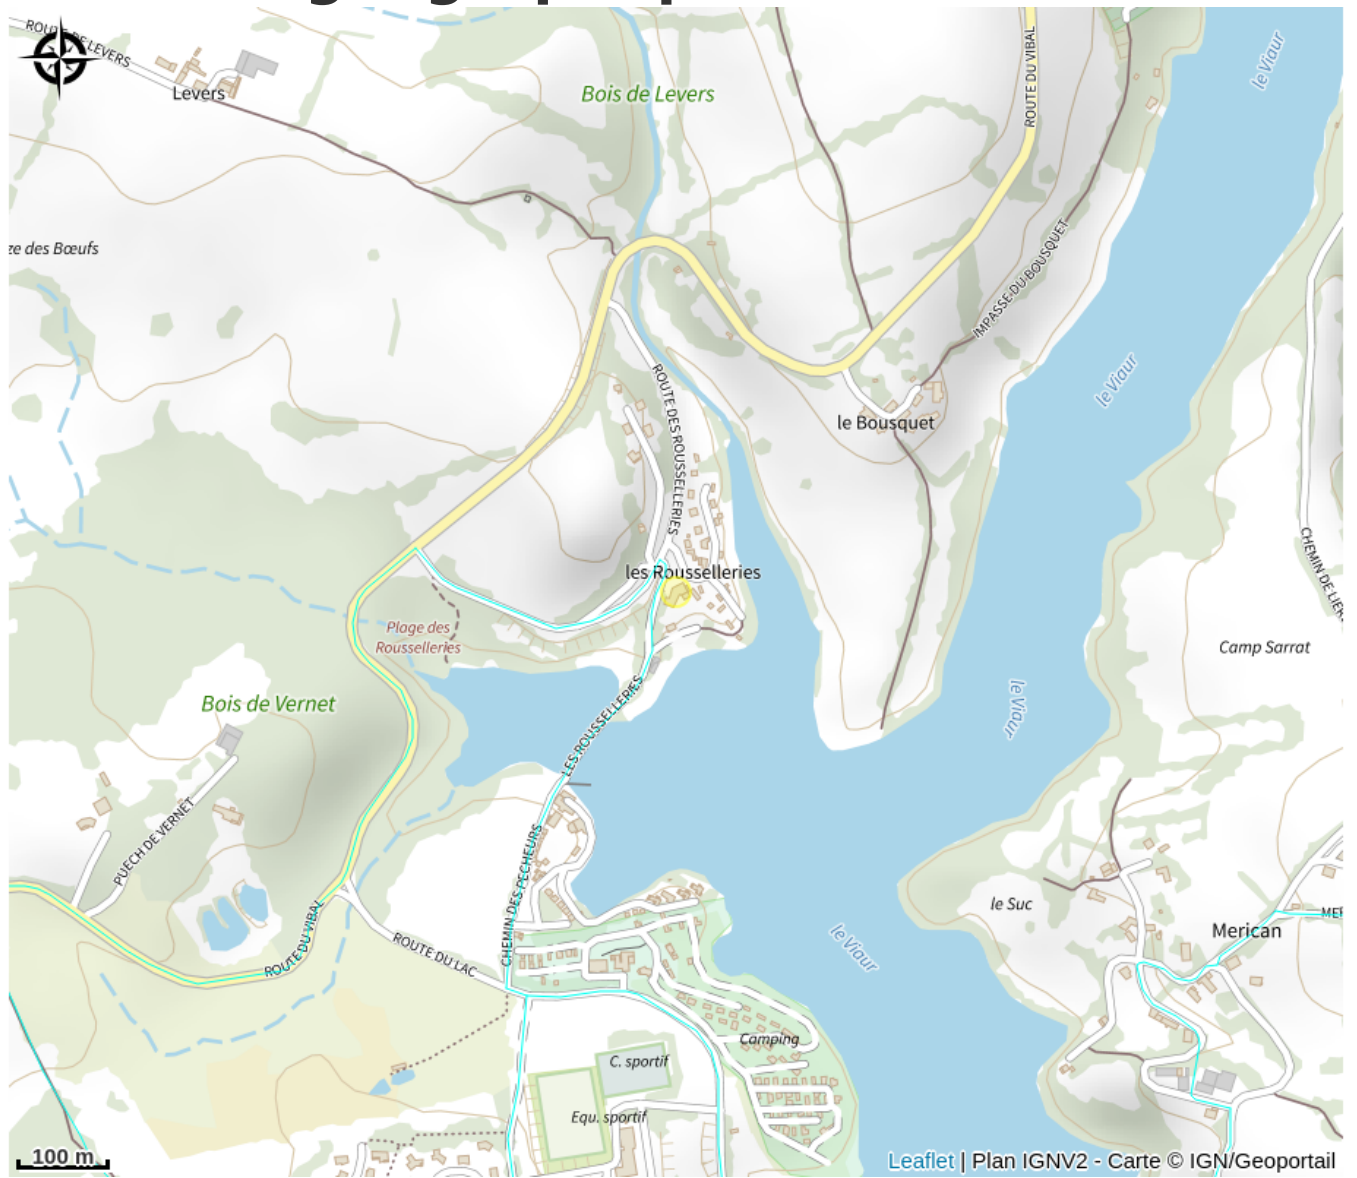 ROUTE DE LEVERS
Levers
Bois de Levers
le Viaur
ROUTE DU VIBAL
ze des Bœufs
IMPASSE DU BOUSQUET
ROUTE DES ROUSSELLERIES
le Viaur
le Bousquet
les Rousselleries
CHEMIN DE LIER
Plage des
Rousselleries
Camp Sarrat
Bois de Vernet
le Viaur
LES ROUSSELLERIES
PUECH DE VERNET
CHEMIN DES PECHEURS
le Suc
MER
Merican
ROUTE DU VIBAL
ROUTE DU LAC
le Viaur
Camping
C. sportif
Equ. sportif
100 m
Leaflet | Plan IGNV2 - Carte © IGN/Geoportail